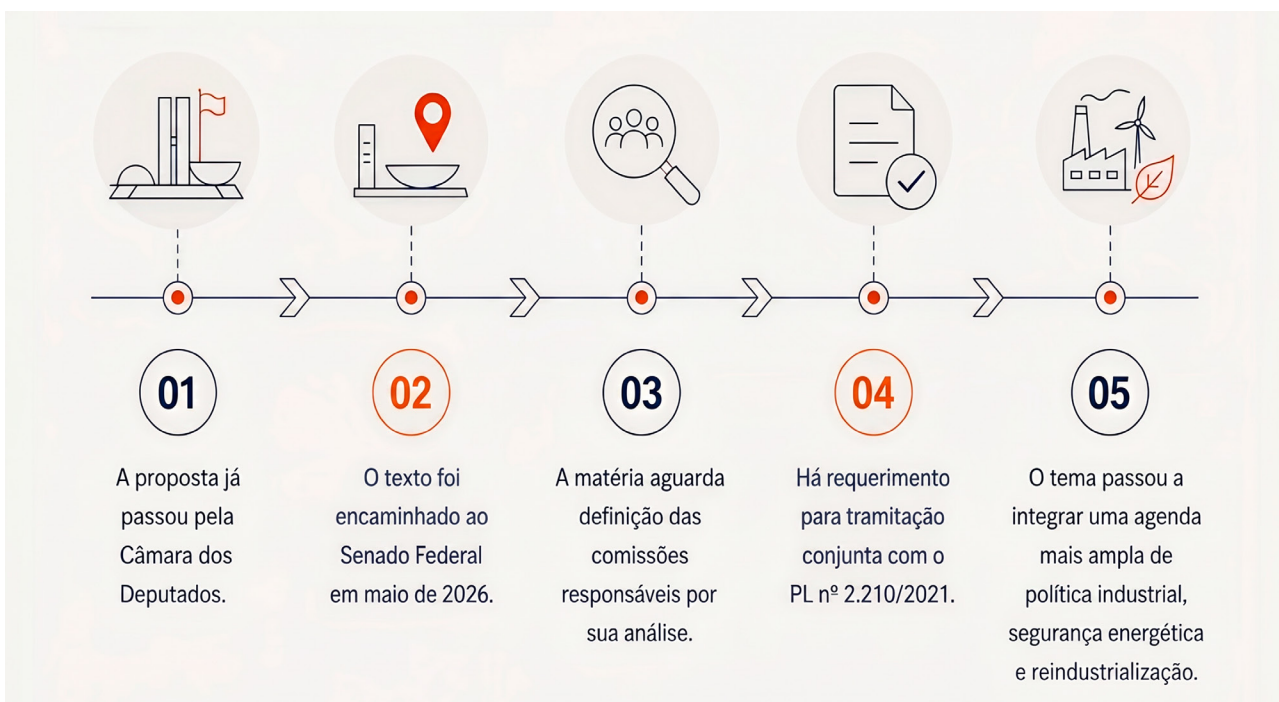 01
A proposta já
passou pela
Câmara dos
Deputados.
02
O texto foi
encaminhado ao
Senado Federal
em maio de 2026.
03
A matéria aguarda
definição das
comissões
responsáveis por
sua análise.
04
Há requerimento
para tramitação
conjunta com o
PL nº 2.210/2021.
05
O tema passou a
integrar uma agenda
mais ampla de
política industrial,
segurança energética
e reindustrialização.